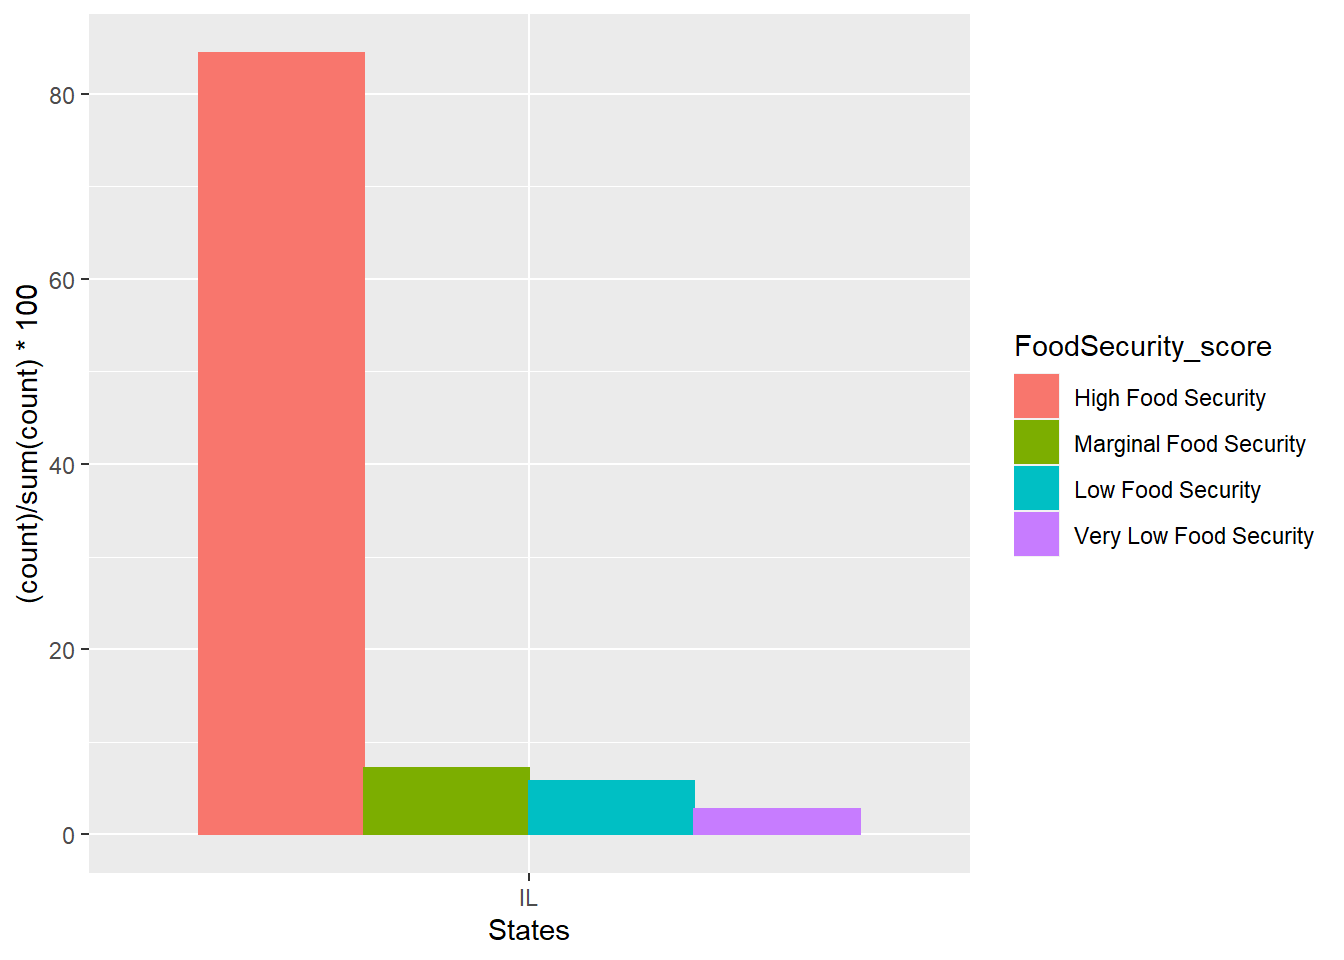 80
60
40
20
0
(count)/sum(count) * 100
IL
States
FoodSecurity_score
High Food Security
Marginal Food Security
Low Food Security
Very Low Food Security